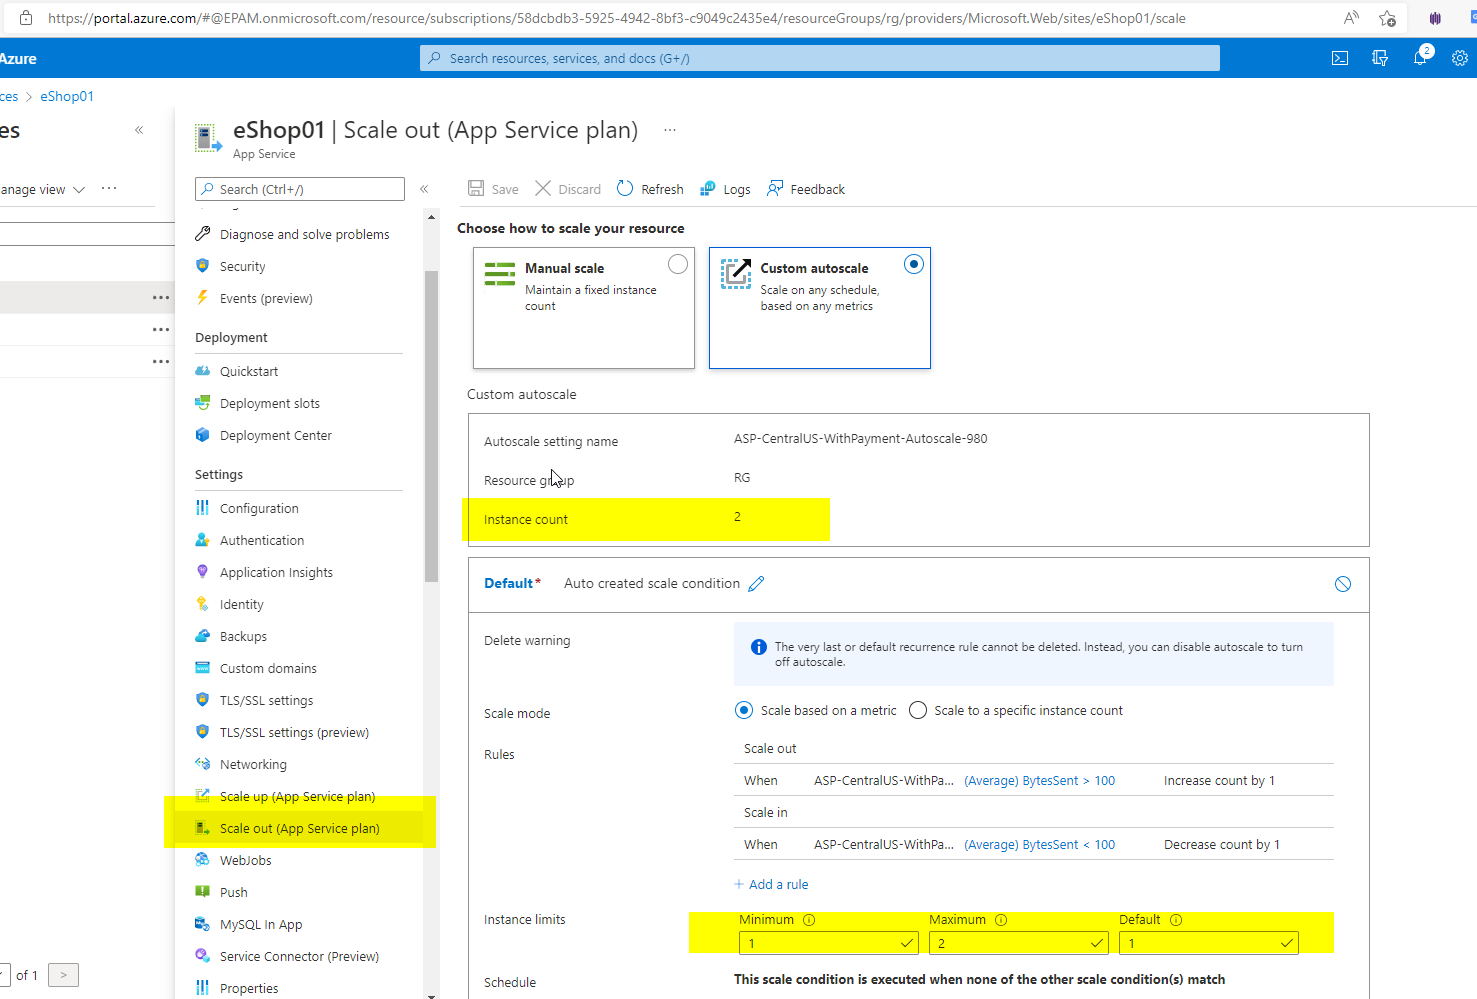 https://portal.azure.com/#@EPAM.onmicrosoft.com/resource/subscriptions/58dcbdb3-5925-4942-8bf3-c9049c2435e4/resourceGroups/rg/providers/Microsoft.Web/sites/eShop01/scale
Azure
Search resources, services, and docs (G+/)
2
ces > eShop01
es
«
anage view
...
of 1
>
eShop01 | Scale out (App Service plan)
...
App Service
Search (Ctrl+/)
«
Diagnose and solve problems
Security
Events (preview)
Deployment
Quickstart
Deployment slots
Deployment Center
Settings
Configuration
Authentication
Application Insights
Identity
Backups
Custom domains
TLS/SSL settings
TLS/SSL settings (preview)
Networking
Scale up (App Service plan)
Scale out (App Service plan)
WebJobs
Push
MySQL In App
Service Connector (Preview)
Properties
Save
Discard
Refresh
Logs
Feedback
Choose how to scale your resource
Manual scale
Maintain a fixed instance
count
Custom autoscale
Scale on any schedule,
based on any metrics
Custom autoscale
Autoscale setting name ASP-CentralUS-WithPayment-Autoscale-980
Resource group RG
Instance count 2
Default* Auto created scale condition
Delete warning
The very last or default recurrence rule cannot be deleted. Instead, you can disable autoscale to turn
off autoscale.
Scale mode Scale based on a metric Scale to a specific instance count
Rules
Scale out
When ASP-CentralUS-WithPa... (Average) BytesSent > 100 Increase count by 1
Scale in
When ASP-CentralUS-WithPa... (Average) BytesSent < 100 Decrease count by 1
+ Add a rule
Instance limits
Minimum Maximum Default
1 2 1
Schedule This scale condition is executed when none of the other scale condition(s) match